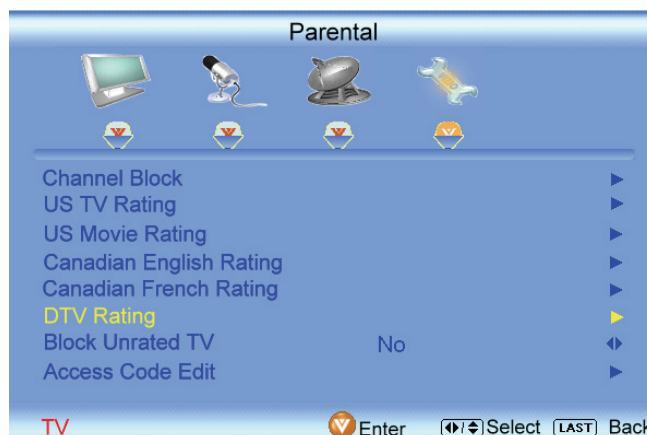 Parental
Channel Block
US TV Rating
US Movie Rating
Canadian English Rating
Canadian French Rating
DTV Rating
Block Unrated TV No
Access Code Edit
TV V Enter Select LAST Back